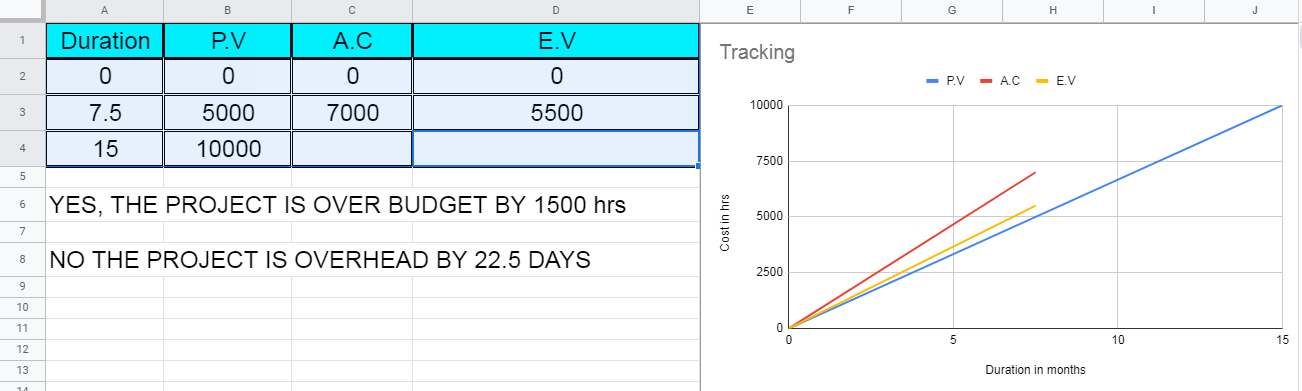 A B C D E F G H I J
1 Duration P.V A.C E.V
2 0 0 0 0
3 7.5 5000 7000 5500
4 15 10000
5
6 YES, THE PROJECT IS OVER BUDGET BY 1500 hrs
7
8 NO THE PROJECT IS OVERHEAD BY 22.5 DAYS
9
10
11
12
13
14
Tracking
P.V A.C E.V
10000
7500
5000
2500
0
Cost in hrs
0 5 10 15
Duration in months